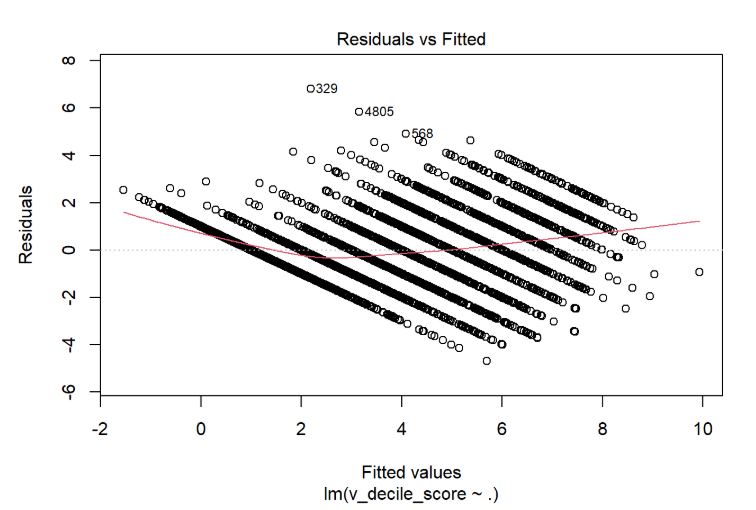 Residuals vs Fitted
Residuals
8
6
4
2
0
-2
-4
-6
329
4805
568
-2 0 2 4 6 8 10
Fitted values
lm(v_decile_score ~ .)